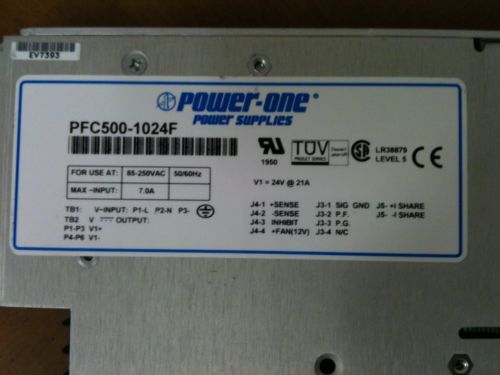 EV7393
POWER-ONE®
POWER SUPPLIES
PFC500-1024F
FOR USE AT: 85-250VAC 50/60Hz
MAX ~INPUT: 7.0A
1950
TÜV
PRODUCT SERVICE
LR38879
LEVEL 5
CE
V1 = 24V @ 21A
TB1: V~INPUT: P1-L P2-N P3-
TB2 V OUTPUT:
P1-P3 V1+
P4-P6 V1-
J4-1 +SENSE J3-1 SIG GND J5- +I SHARE
J4-2 -SENSE J3-2 P.F. J5- -I SHARE
J4-3 INHIBIT J3-3 P.G.
J4-4 +FAN(12V) J3-4 N/C